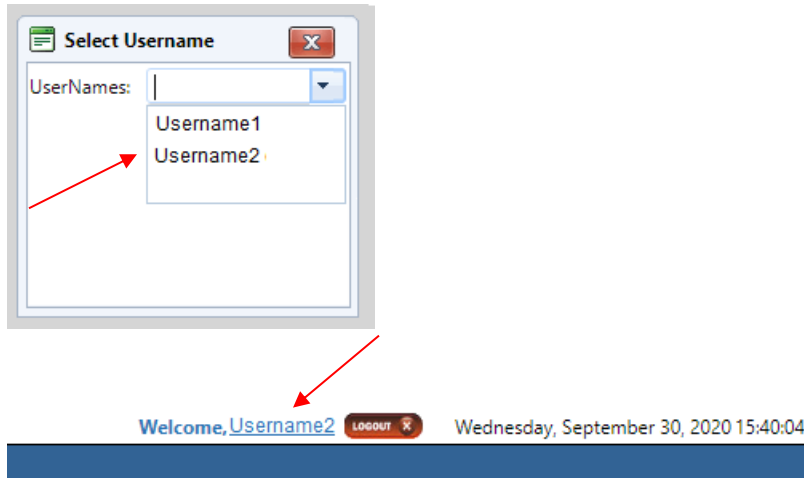 Select Username
UserNames:
Username1
Username2
Welcome, Username2 LOGOUT Wednesday, September 30, 2020 15:40:04